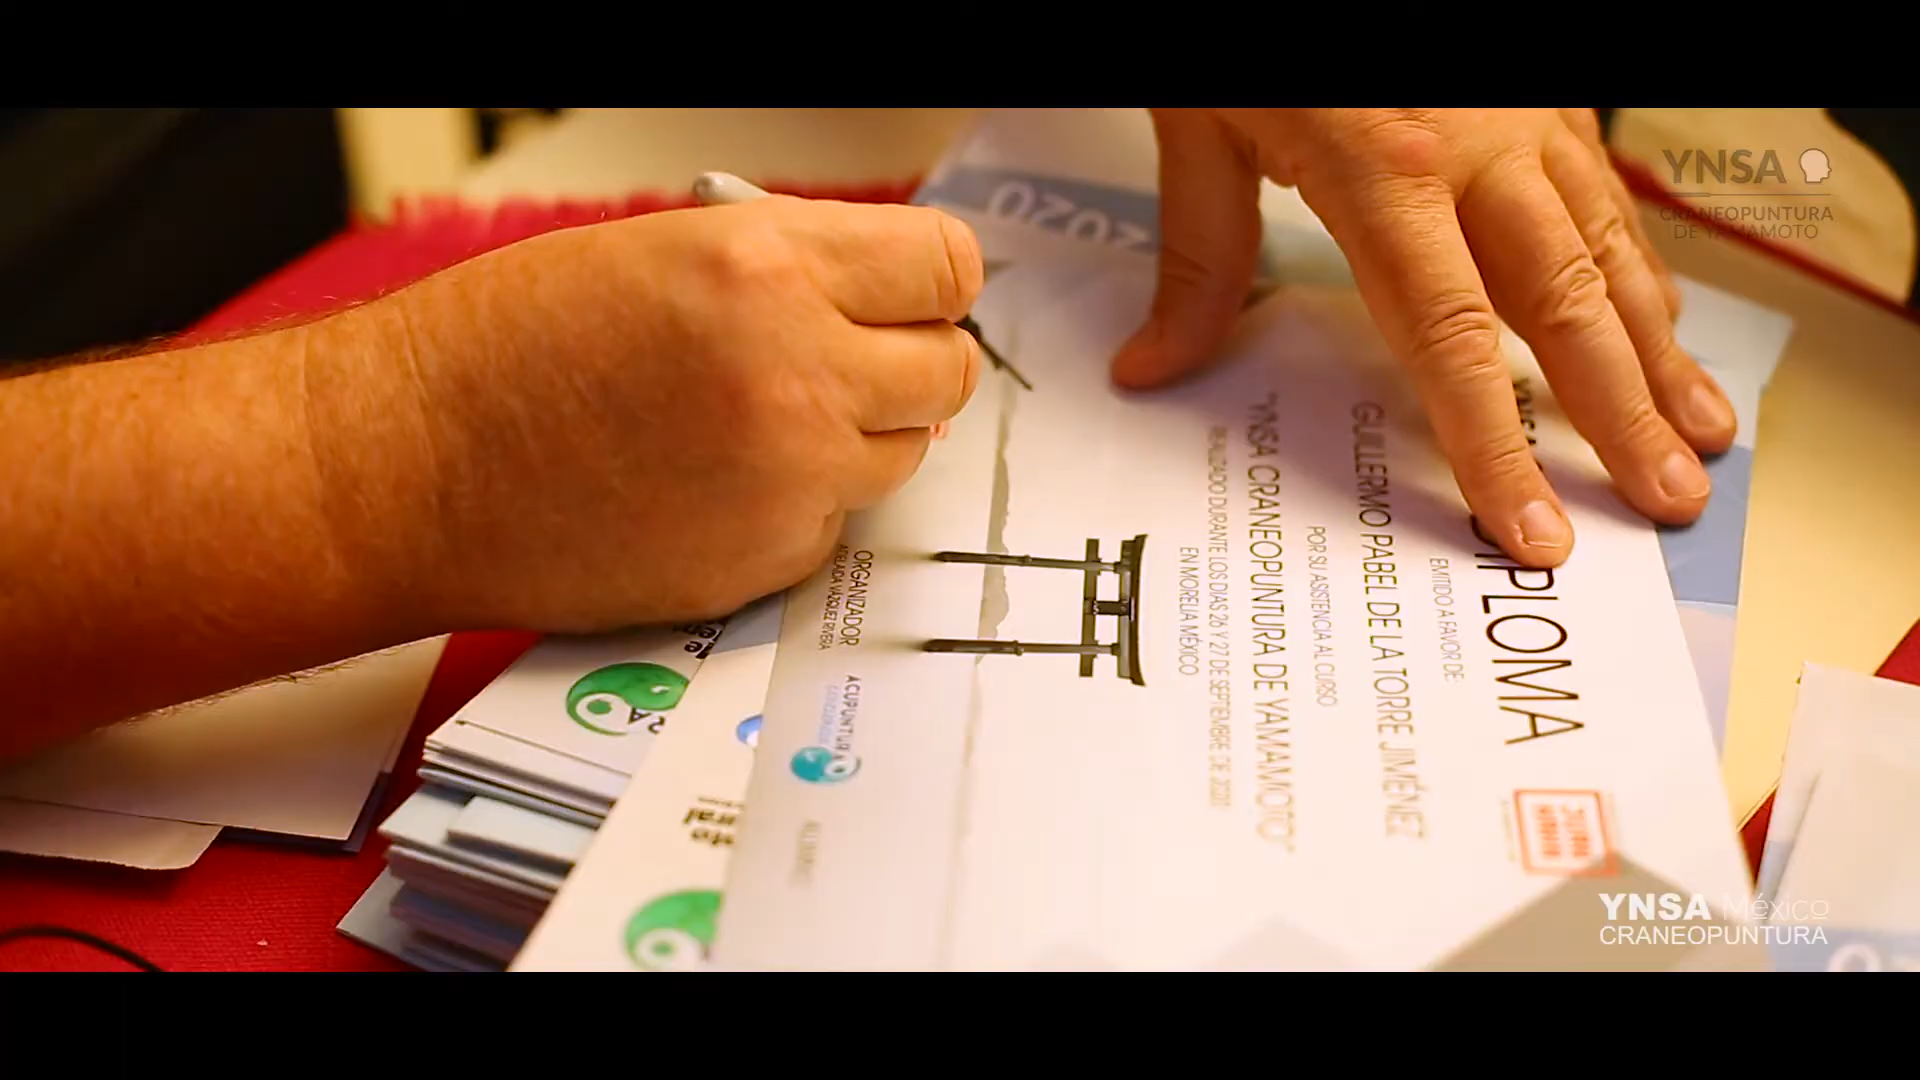 YNSA
CRANEOPUNTURA
DE YAMAMOTO
2020
DIPLOMA
EMITIDO A FAVOR DE:
GUILLERMO PABEL DE LA TORRE JIMÉNEZ
POR SU ASISTENCIA AL CURSO
"YNSA CRANEOPUNTURA DE YAMAMOTO"
REALIZADO DURANTE LOS DIAS 26 Y 27 DE SEPTIEMBRE DE 2020
EN MORELIA MÉXICO
ORGANIZADOR
VÁZQUEZ RIVERA
ACUPUNTURA
YNSA México
CRANEOPUNTURA